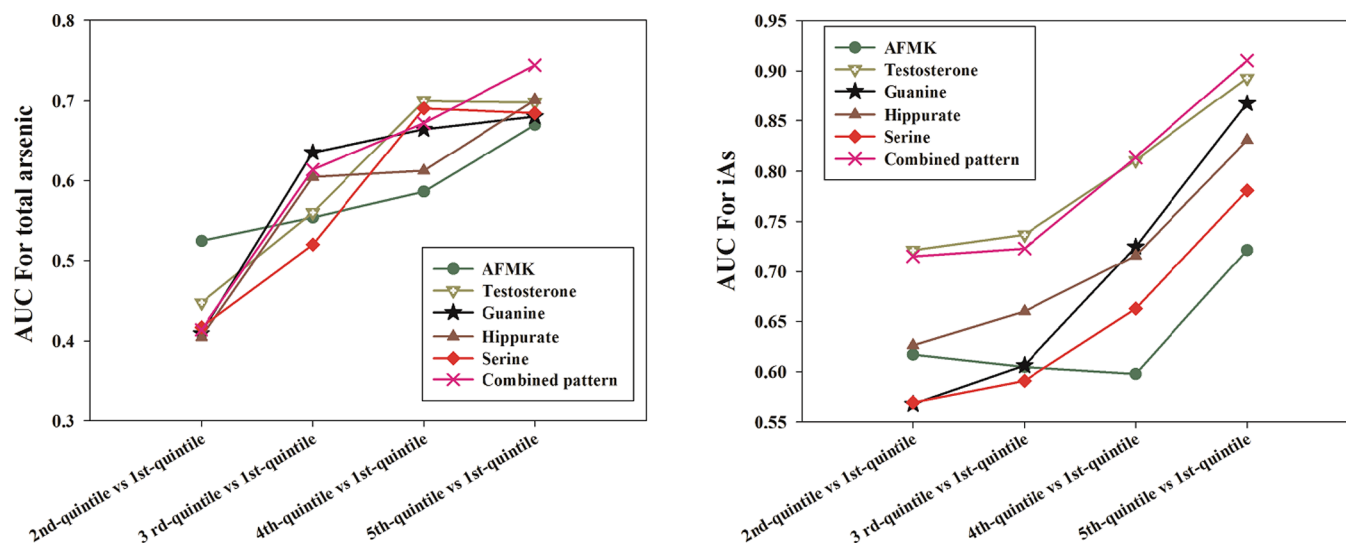 AUC For total arsenic
0.8
0.7
0.6
0.5
0.4
0.3
AFMK
Testosterone
Guanine
Hippurate
Serine
Combined pattern
2nd-quintile vs 1st-quintile
3 rd-quintile vs 1st-quintile
4th-quintile vs 1st-quintile
5th-quintile vs 1st-quintile
AUC For iAs
0.95
0.90
0.85
0.80
0.75
0.70
0.65
0.60
0.55
AFMK
Testosterone
Guanine
Hippurate
Serine
Combined pattern
2nd-quintile vs 1st-quintile
3 rd-quintile vs 1st-quintile
4th-quintile vs 1st-quintile
5th-quintile vs 1st-quintile